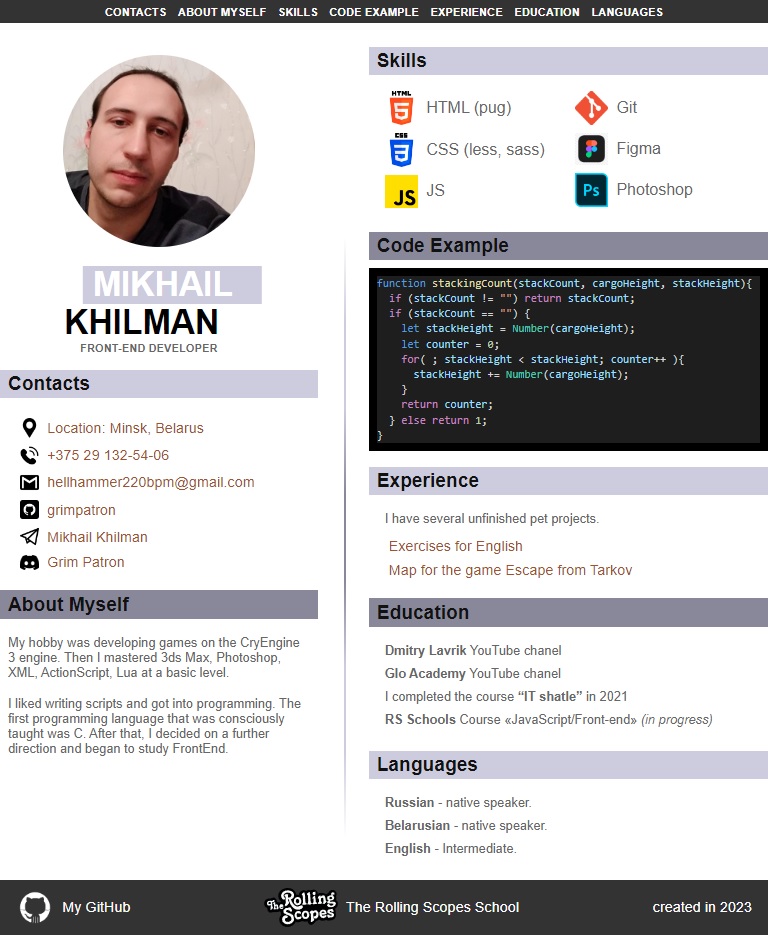 CONTACTS ABOUT MYSELF SKILLS CODE EXAMPLE EXPERIENCE EDUCATION LANGUAGES
MIKHAIL
KHILMAN
FRONT-END DEVELOPER
Contacts
Location: Minsk, Belarus
+375 29 132-54-06
hellhammer220bpm@gmail.com
grimpatron
Mikhail Khilman
Grim Patron
About Myself
My hobby was developing games on the CryEngine
3 engine. Then I mastered 3ds Max, Photoshop,
XML, ActionScript, Lua at a basic level.
I liked writing scripts and got into programming. The
first programming language that was consciously
taught was C. After that, I decided on a further
direction and began to study FrontEnd.
Skills
HTML 5 HTML (pug)
Git
CSS 3 CSS (less, sass)
Figma
JS JS
Ps Photoshop
Code Example
function stackingCount(stackCount, cargoHeight, stackHeight){
if (stackCount != "") return stackCount;
if (stackCount == "") {
let stackHeight = Number(cargoHeight);
let counter = 0;
for( ; stackHeight < stackHeight; counter++ ){
stackHeight += Number(cargoHeight);
}
return counter;
} else return 1;
}
Experience
I have several unfinished pet projects.
Exercises for English
Map for the game Escape from Tarkov
Education
Dmitry Lavrik YouTube chanel
Glo Academy YouTube chanel
I completed the course “IT shatle” in 2021
RS Schools Course «JavaScript/Front-end» (in progress)
Languages
Russian - native speaker.
Belarusian - native speaker.
English - Intermediate.
My GitHub
The Rolling Scopes
The Rolling Scopes School
created in 2023